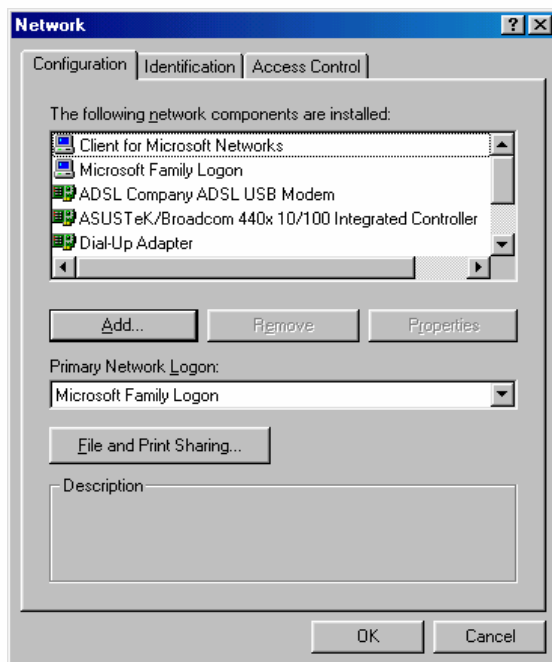 Network
Configuration Identification Access Control
The following network components are installed:
Client for Microsoft Networks
Microsoft Family Logon
ADSL Company ADSL USB Modem
ASUSTeK/Broadcom 440x 10/100 Integrated Controller
Dial-Up Adapter
Add... Remove Properties
Primary Network Logon:
Microsoft Family Logon
File and Print Sharing...
Description
OK Cancel